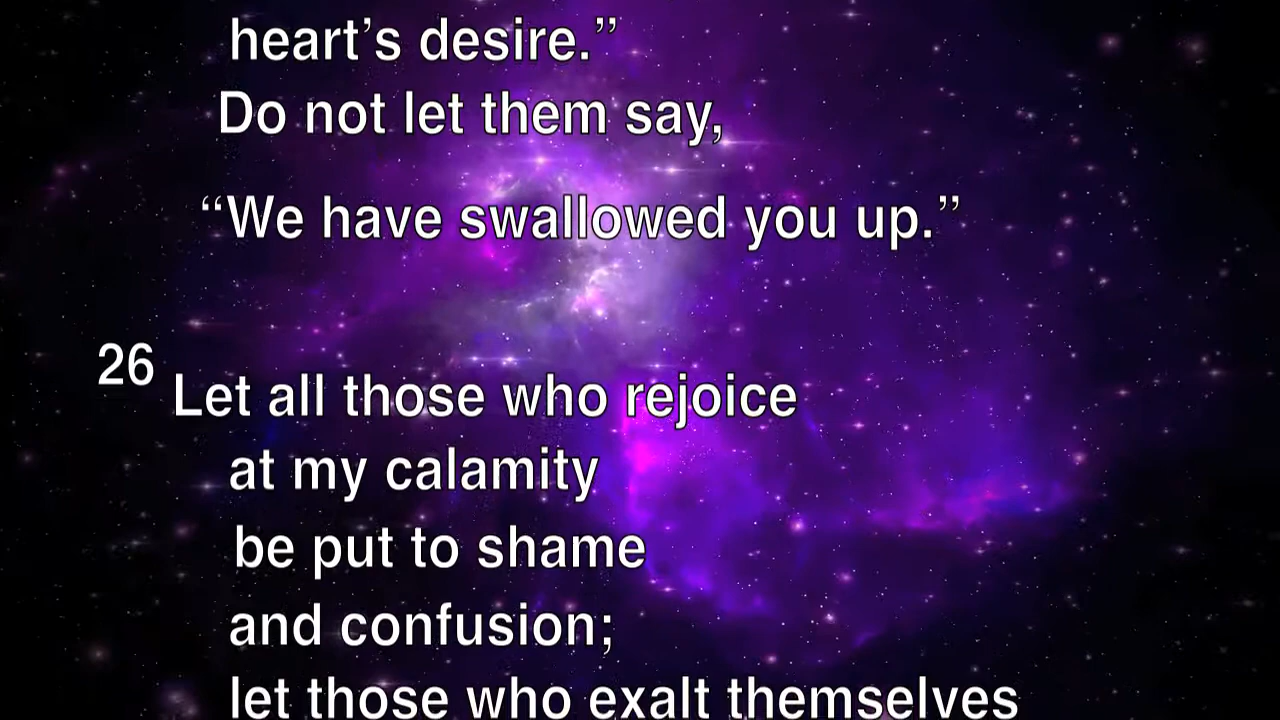 heart’s desire.”
Do not let them say,
“We have swallowed you up.”
26 Let all those who rejoice
at my calamity
be put to shame
and confusion;
let those who exalt themselves